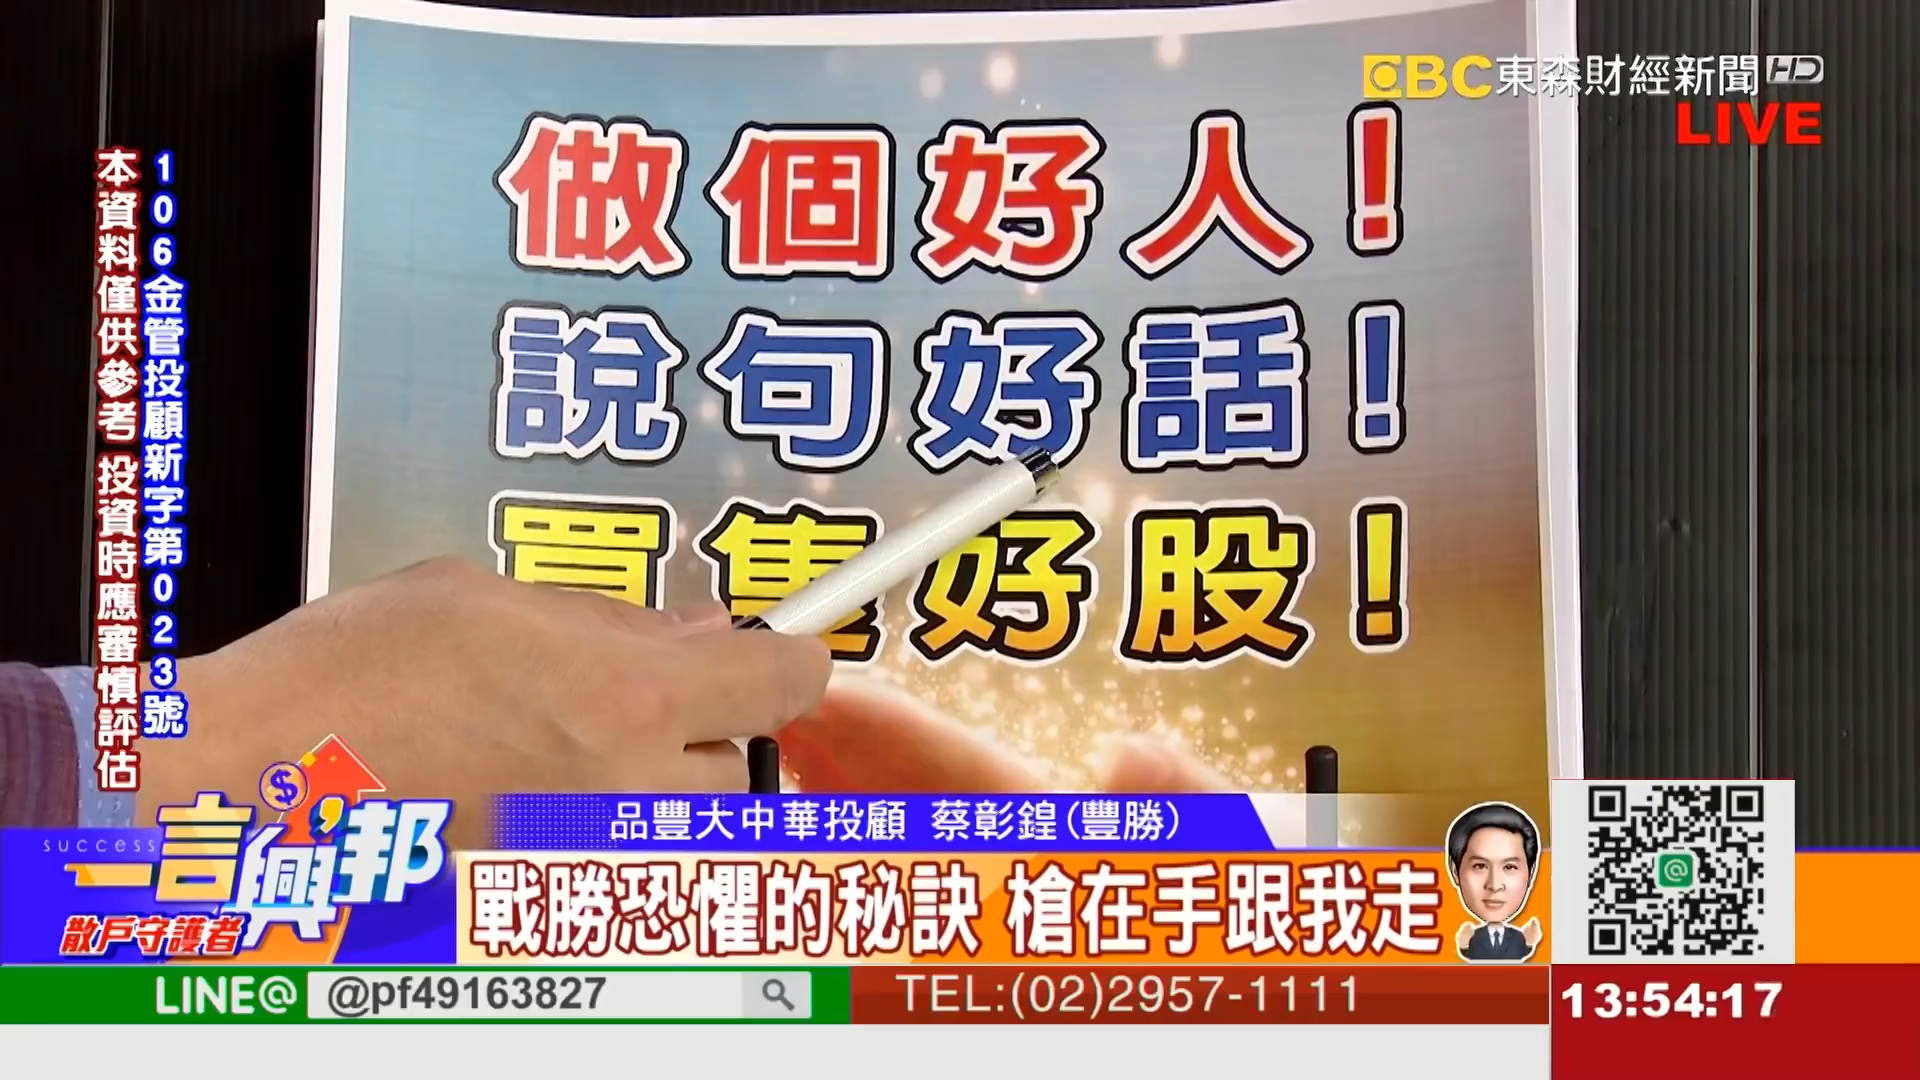 EBC東森財經新聞HD
LIVE
做個好人!
說句好話!
買隻好股!
106金管投顧新字第023號
本資料僅供參考 投資時應審慎評估
$
success
一言興邦
散戶守護者
品豐大中華投顧 蔡彰鍠(豐勝)
戰勝恐懼的秘訣 槍在手跟我走
LINE@ @pf49163827
TEL:(02)2957-1111
13:54:17